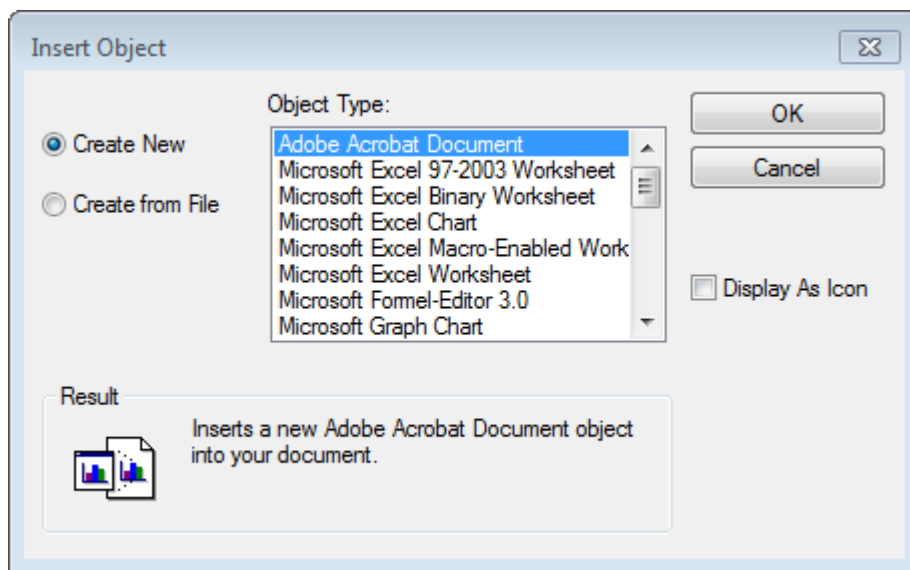 Insert Object
Object Type:
Create New
Create from File
Adobe Acrobat Document
Microsoft Excel 97-2003 Worksheet
Microsoft Excel Binary Worksheet
Microsoft Excel Chart
Microsoft Excel Macro-Enabled Work
Microsoft Excel Worksheet
Microsoft Formel-Editor 3.0
Microsoft Graph Chart
OK
Cancel
Display As Icon
Result
Inserts a new Adobe Acrobat Document object
into your document.